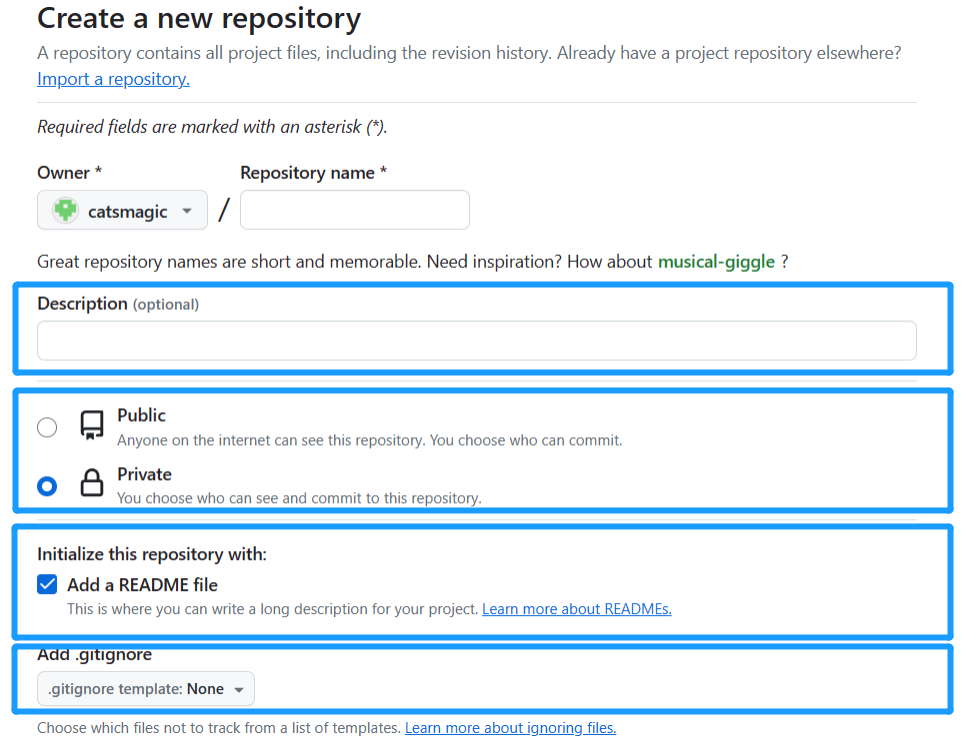 Create a new repository
A repository contains all project files, including the revision history. Already have a project repository elsewhere?
Import a repository.
Required fields are marked with an asterisk (*).
Owner * Repository name *
catsmagic /
Great repository names are short and memorable. Need inspiration? How about musical-giggle ?
Description (optional)
Public
Anyone on the internet can see this repository. You choose who can commit.
Private
You choose who can see and commit to this repository.
Initialize this repository with:
Add a README file
This is where you can write a long description for your project. Learn more about READMEs.
Add .gitignore
.gitignore template: None
Choose which files not to track from a list of templates. Learn more about ignoring files.